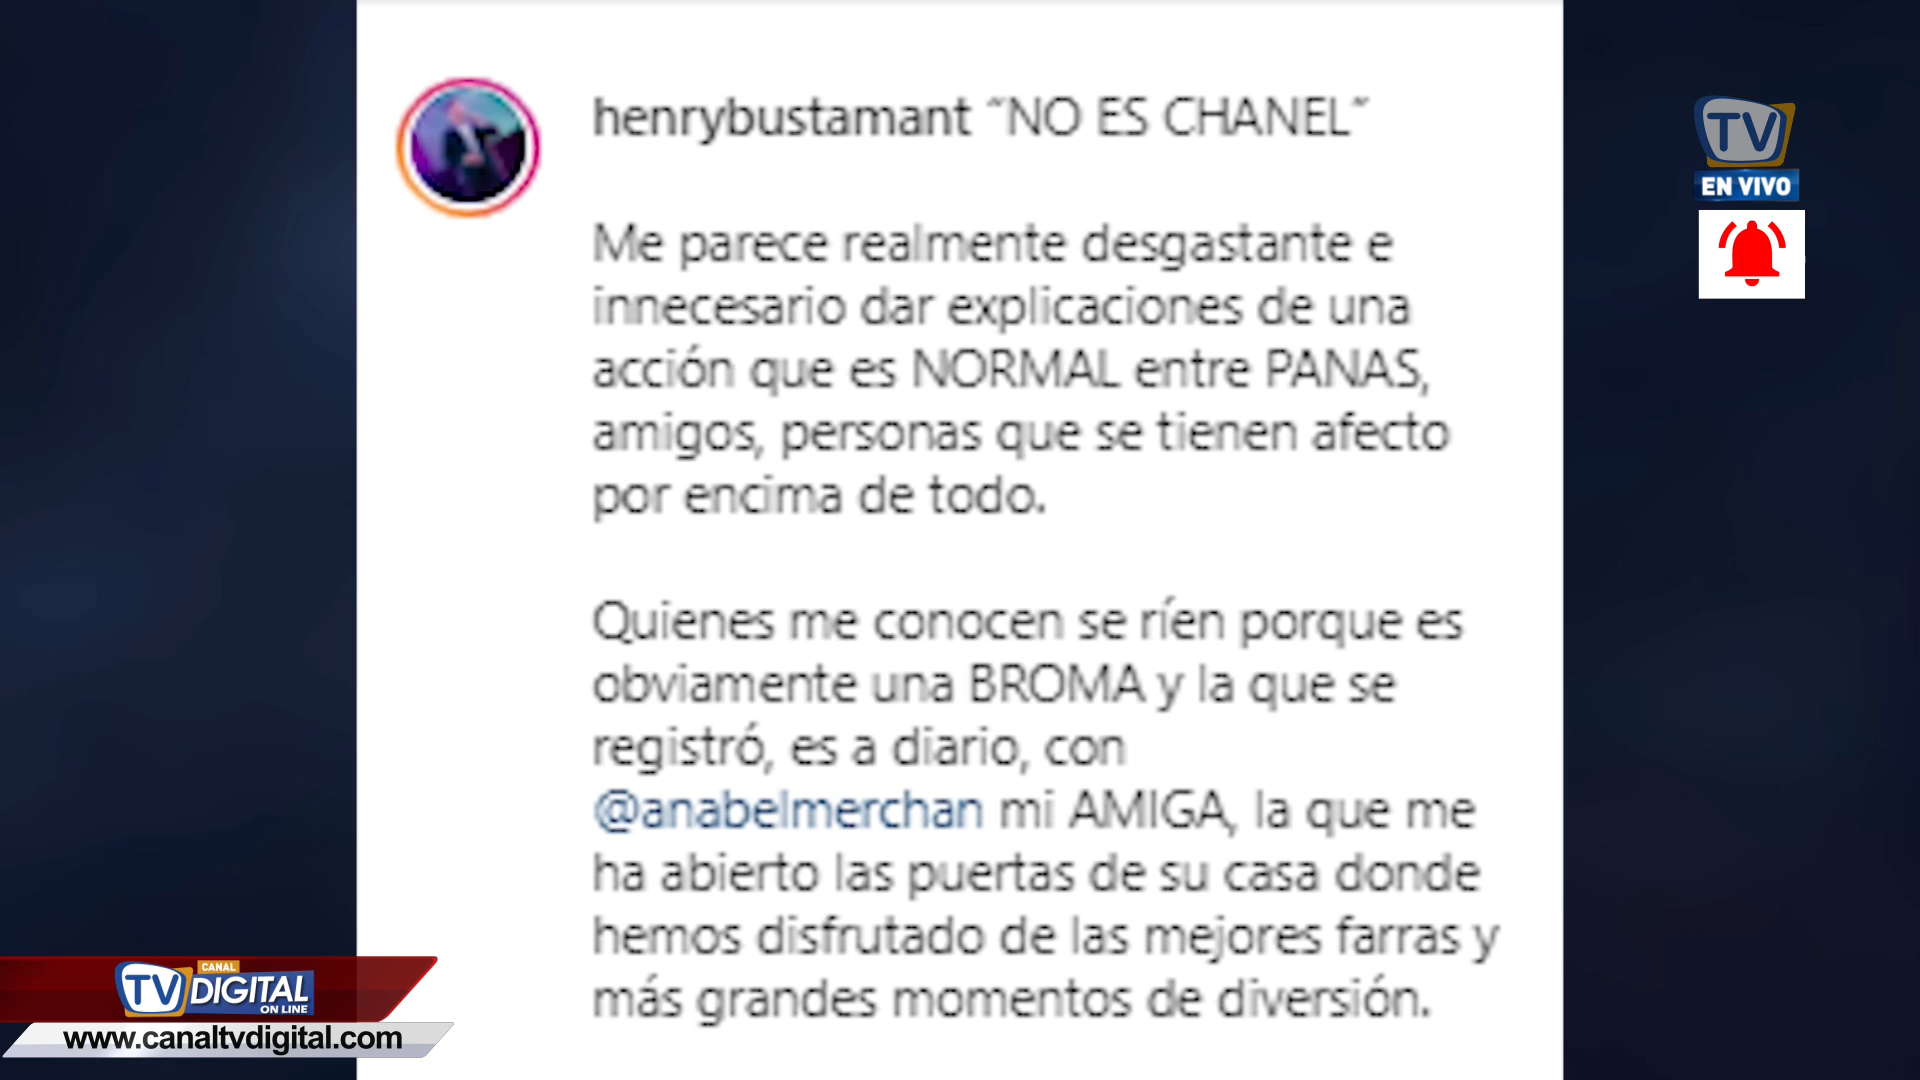 henrybustamant ˝NO ES CHANEL˝
Me parece realmente desgastante e
innecesario dar explicaciones de una
acción que es NORMAL entre PANAS,
amigos, personas que se tienen afecto
por encima de todo.
Quienes me conocen se ríen porque es
obviamente una BROMA y la que se
registró, es a diario, con
@anabelmerchan mi AMIGA, la que me
ha abierto las puertas de su casa donde
hemos disfrutado de las mejores farras y
más grandes momentos de diversión.
TV
EN VIVO
CANAL
TV DIGITAL
ON LINE
www.canaltvdigital.com